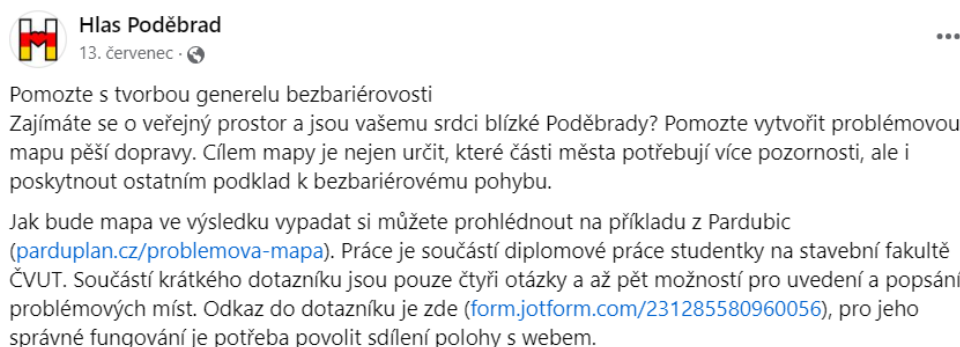 Hlas Poděbrad
13. červenec ·
Pomozte s tvorbou generelu bezbariérovosti
Zajímáte se o veřejný prostor a jsou vašemu srdci blízké Poděbrady? Pomozte vytvořit problémovou
mapu pěší dopravy. Cílem mapy je nejen určit, které části města potřebují více pozornosti, ale i
poskytnout ostatním podklad k bezbariérovému pohybu.
Jak bude mapa ve výsledku vypadat si můžete prohlédnout na příkladu z Pardubic
(parduplan.cz/problemova-mapa). Práce je součástí diplomové práce studentky na stavební fakultě
ČVUT. Součástí krátkého dotazníku jsou pouze čtyři otázky a až pět možností pro uvedení a popsání
problémových míst. Odkaz do dotazníku je zde (form.jotform.com/231285580960056), pro jeho
správné fungování je potřeba povolit sdílení polohy s webem.